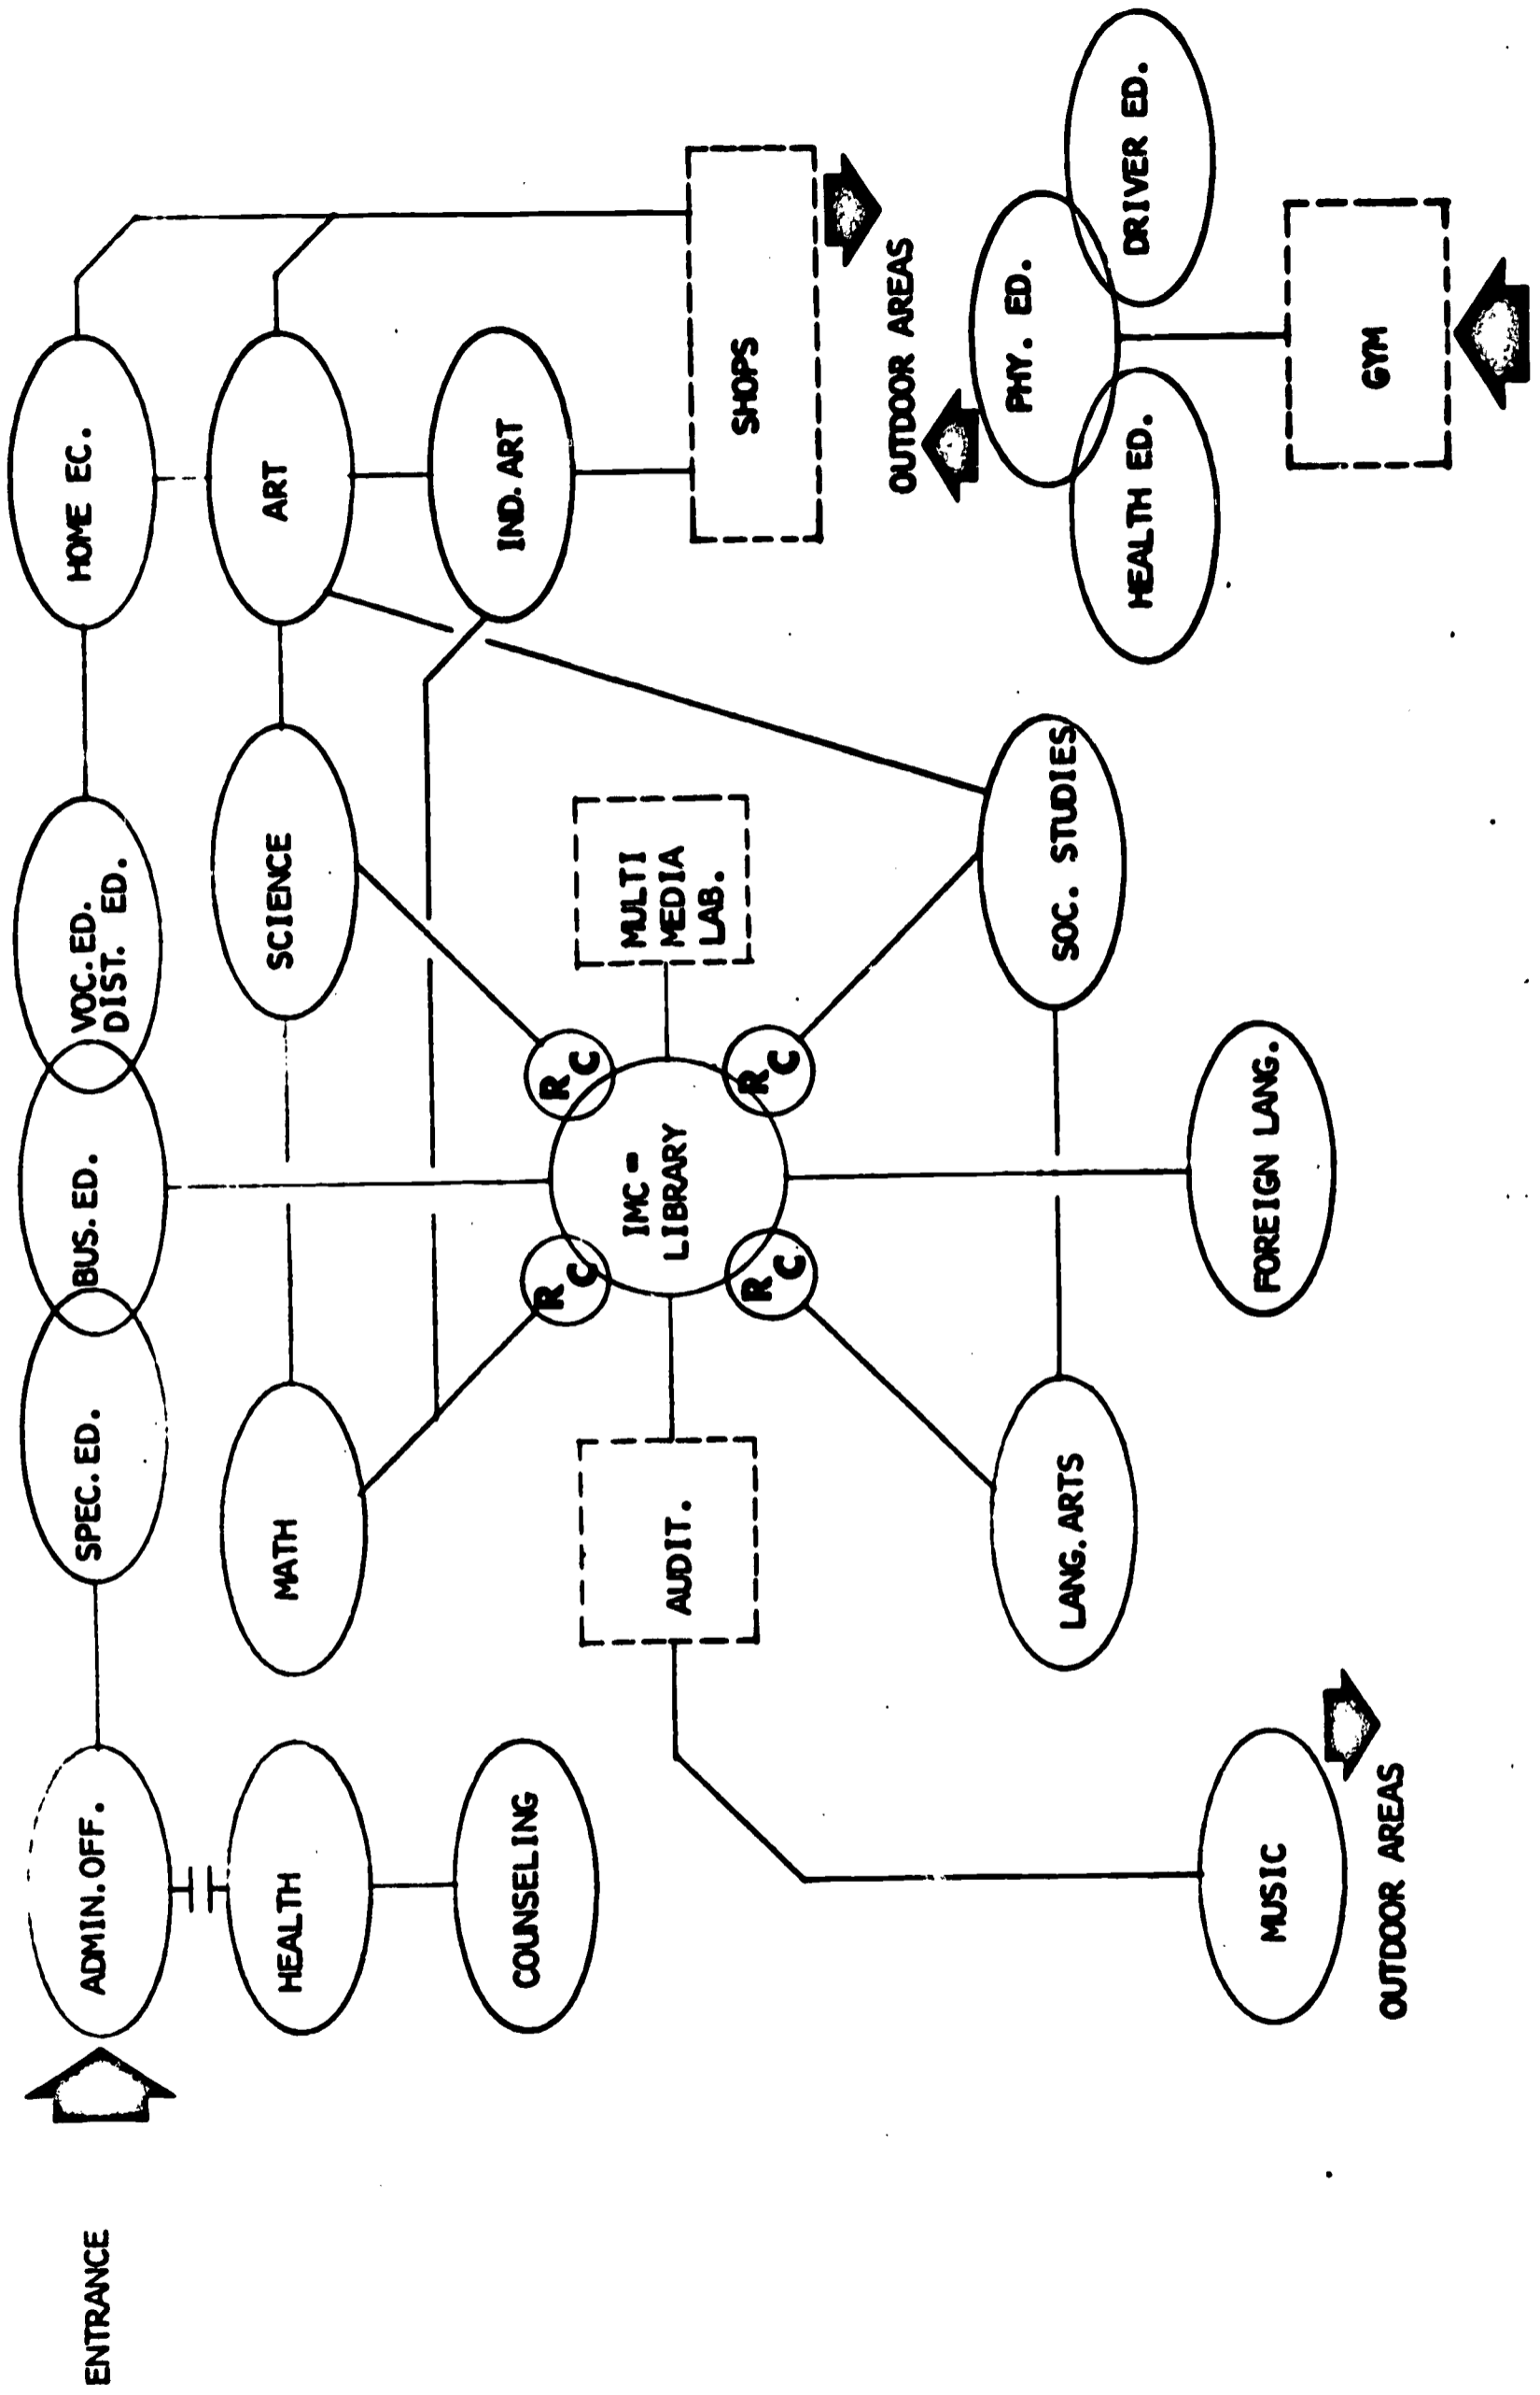 ENTRANCE
ADMIN. OFF.
SPEC. ED.
BUS. ED.
VOC. ED.
DIST. ED.
HOME EC.
HEALTH
MATH
SCIENCE
ART
COUNSELING
IND. ART
AUDIT.
R C
R C
IMC -
LIBRARY
R C
R C
MULTI
MEDIA
LAB.
SHOPS
OUTDOOR AREAS
LANG. ARTS
SOC. STUDIES
PHY. ED.
HEALTH ED.
DRIVER ED.
MUSIC
FOREIGN LANG.
GYM
OUTDOOR AREAS